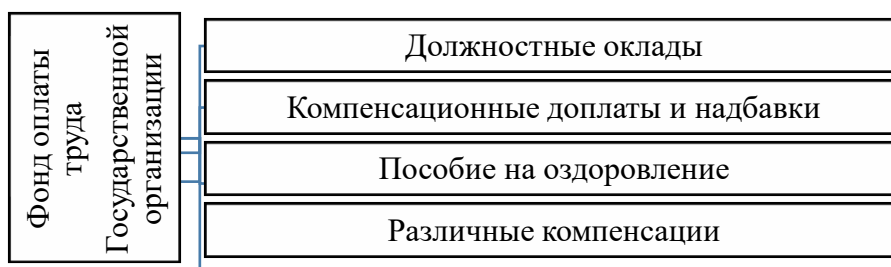 Фонд оплаты
труда
Государственной
организации
Должностные оклады
Компенсационные доплаты и надбавки
Пособие на оздоровление
Различные компенсации